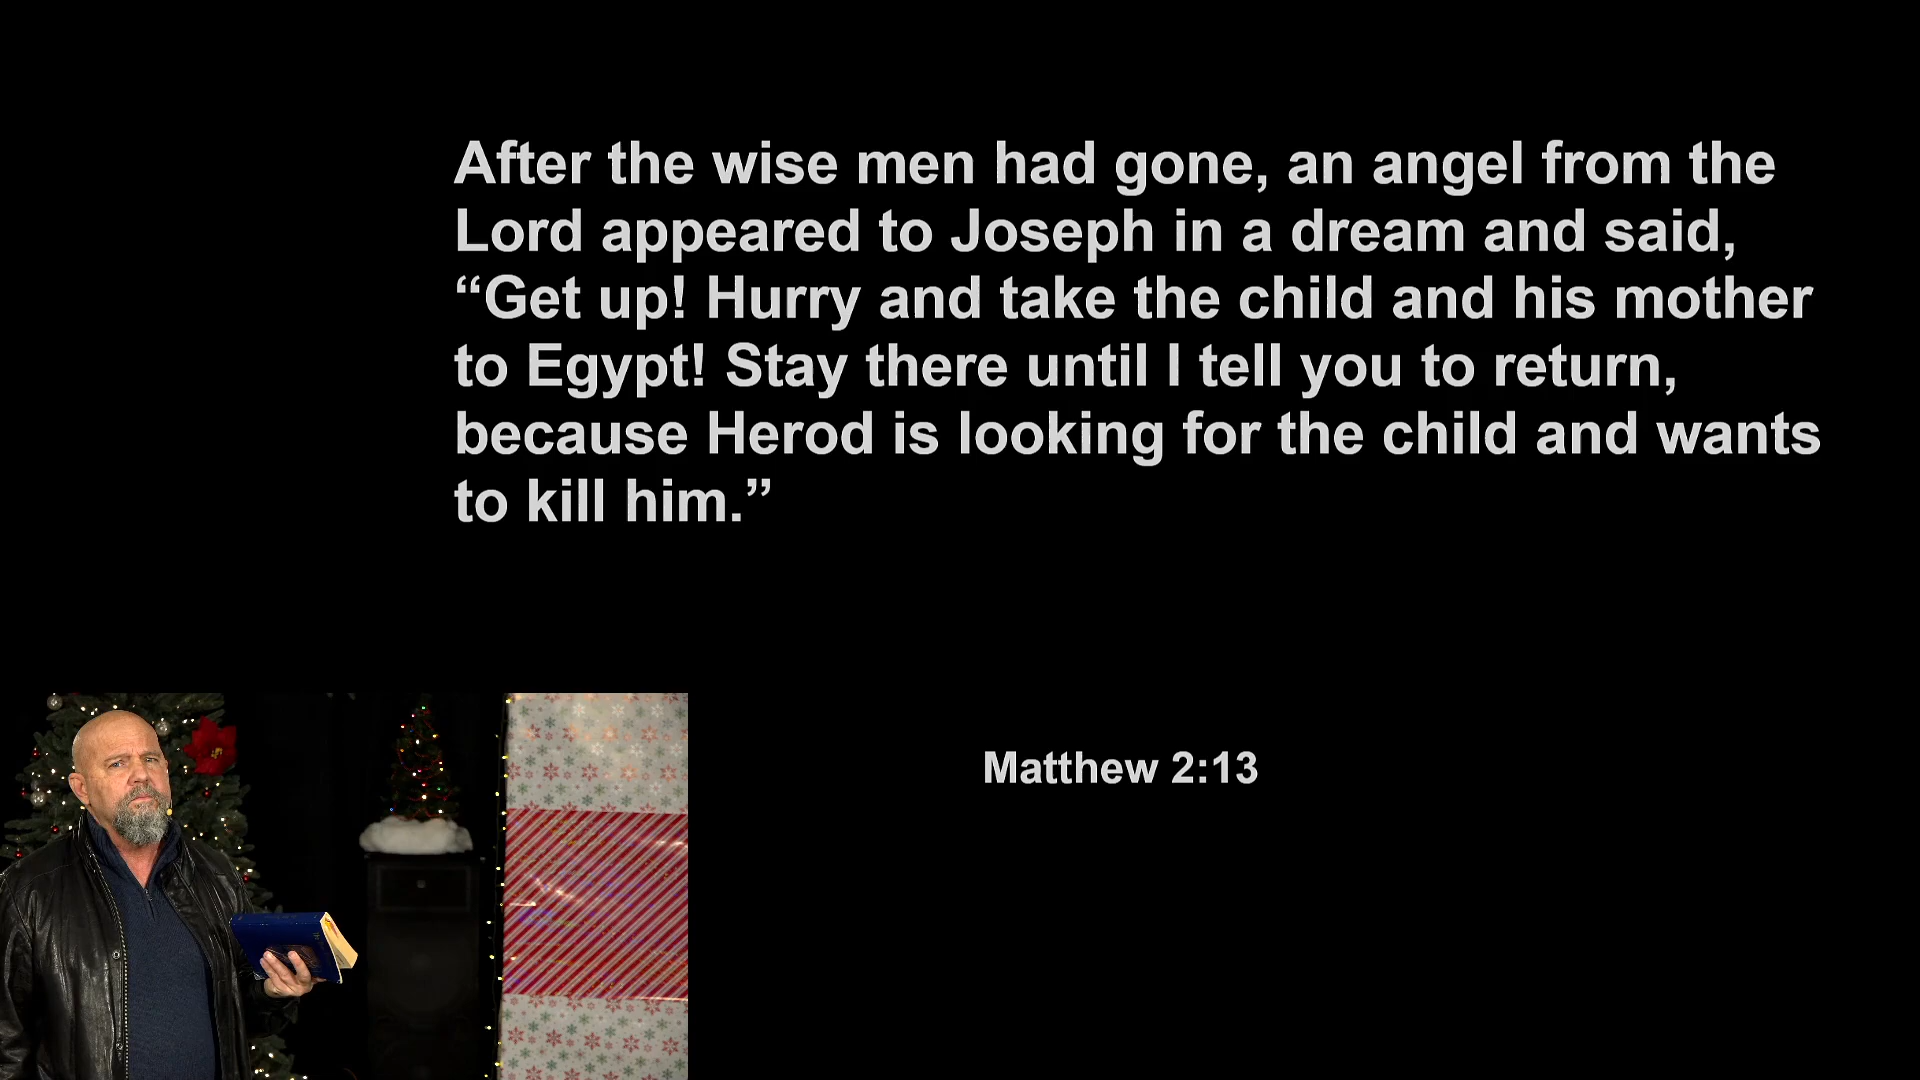 After the wise men had gone, an angel from the
Lord appeared to Joseph in a dream and said,
“Get up! Hurry and take the child and his mother
to Egypt! Stay there until I tell you to return,
because Herod is looking for the child and wants
to kill him.”
Matthew 2:13